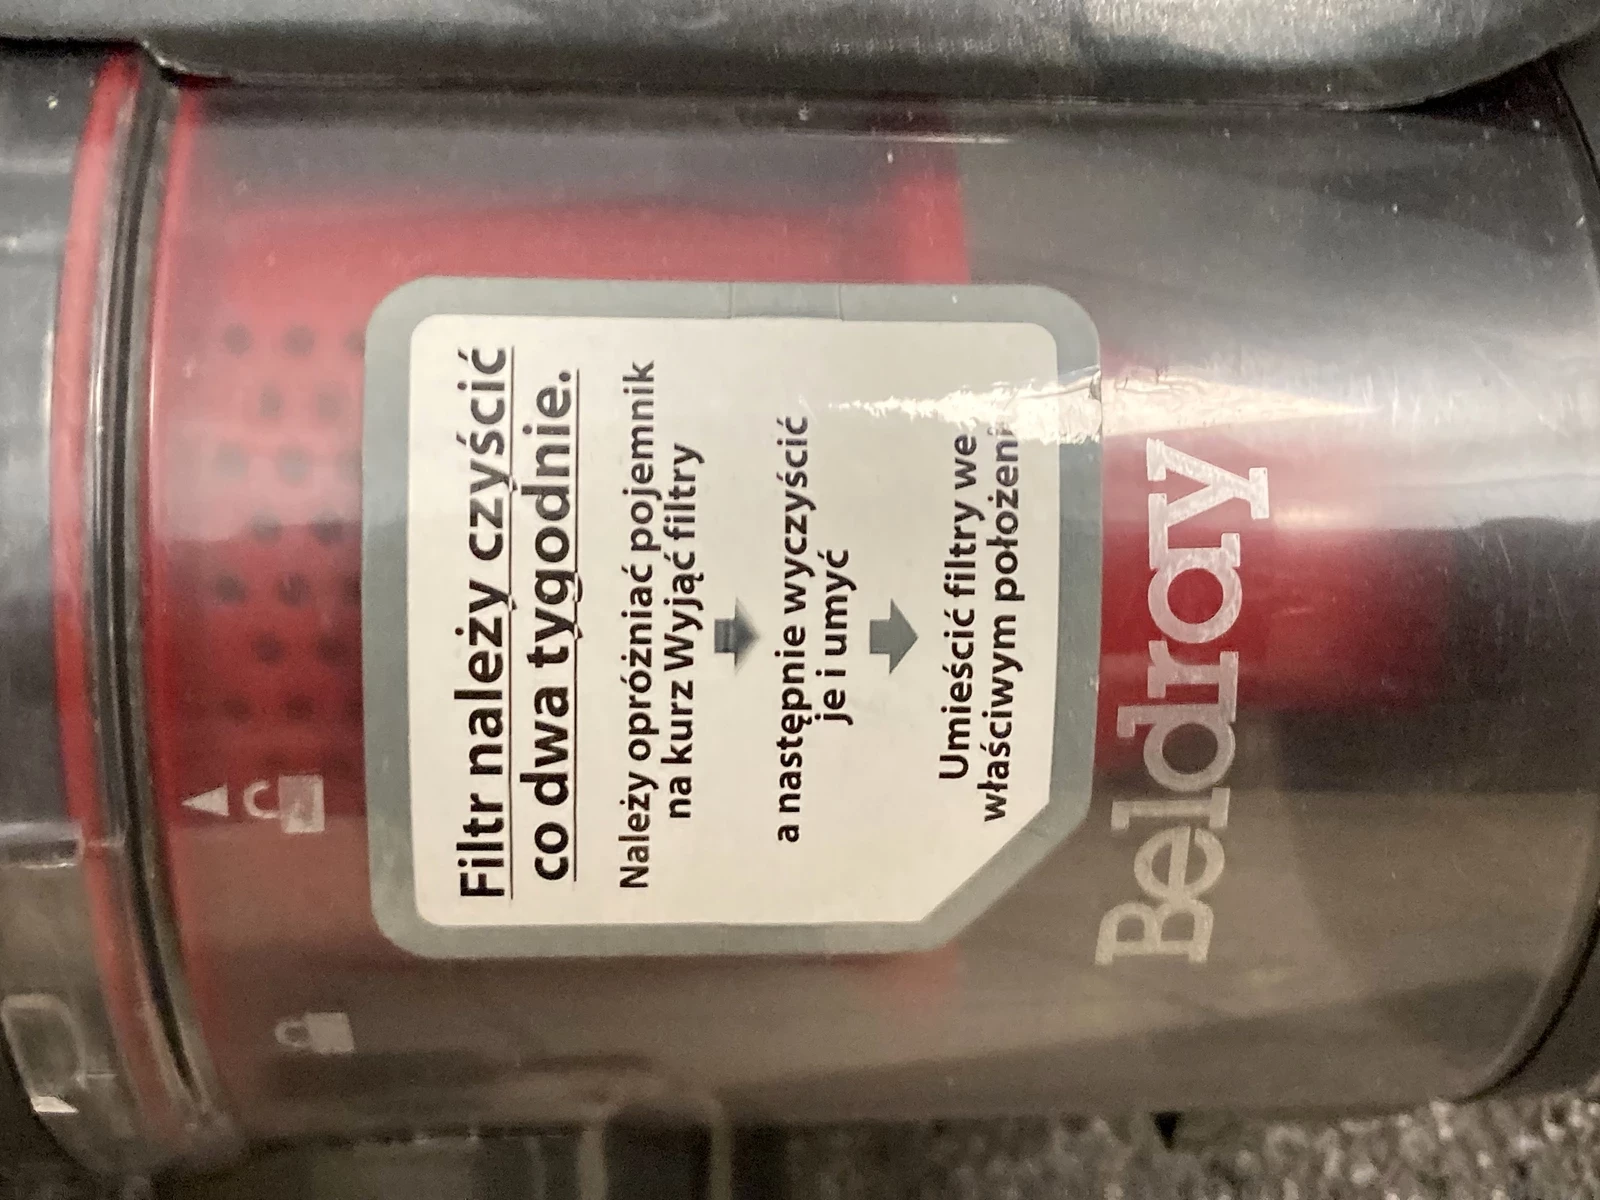 Filtr należy czyścić
co dwa tygodnie.
Należy opróżniać pojemnik
na kurz Wyjąć filtry
a następnie wyczyścić
je i umyć
Umieścić filtry we
właściwym
Beldray